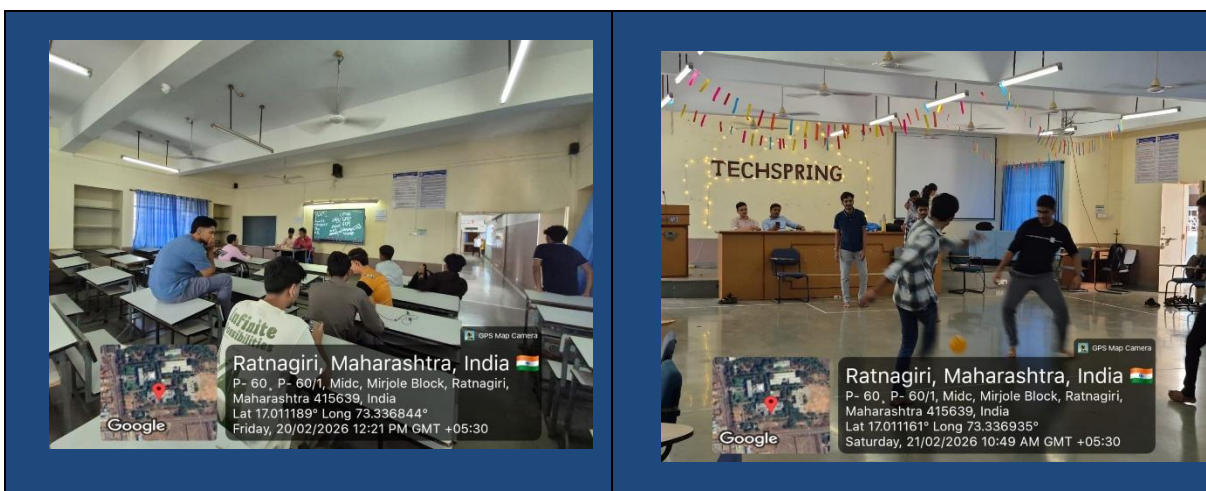 infinite
GPS Map Camera
Ratnagiri, Maharashtra, India
P- 60, P- 60/1, Midc, Mirjole Block, Ratnagiri,
Maharashtra 415639, India
Lat 17.011189° Long 73.336844°
Friday, 20/02/2026 12:21 PM GMT +05:30
Google
TECHSPRING
GPS Map Camera
Ratnagiri, Maharashtra, India
P- 60, P- 60/1, Midc, Mirjole Block, Ratnagiri,
Maharashtra 415639, India
Lat 17.011161° Long 73.336935°
Saturday, 21/02/2026 10:49 AM GMT +05:30
Google